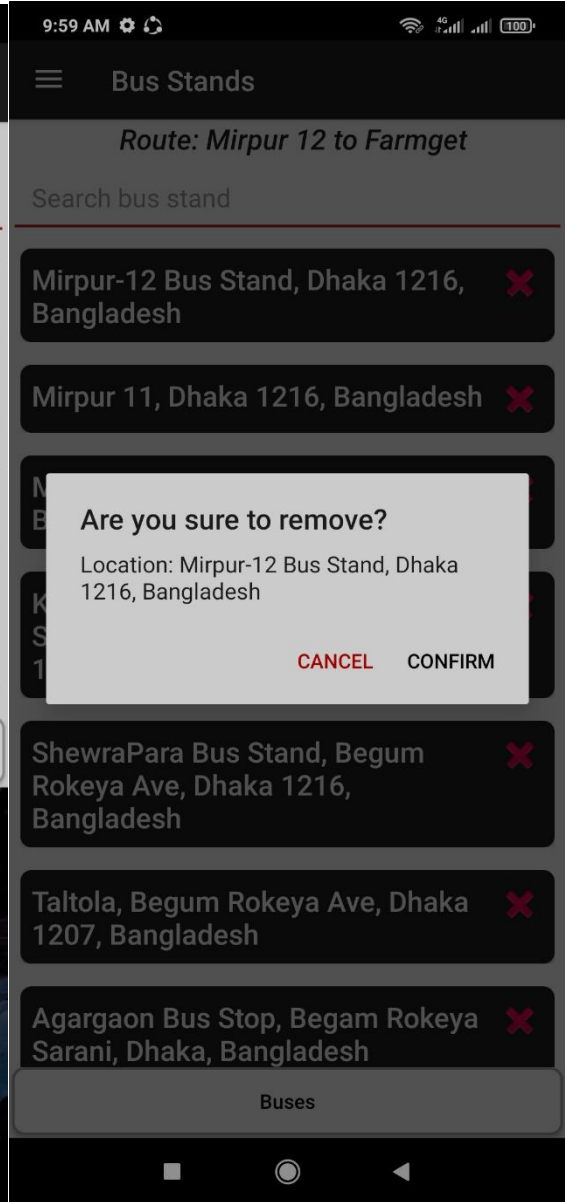 9:59 AM
4G
100
Bus Stands
Route: Mirpur 12 to Farmget
Search bus stand
Mirpur-12 Bus Stand, Dhaka 1216,
Bangladesh
Mirpur 11, Dhaka 1216, Bangladesh
M
B
Are you sure to remove?
Location: Mirpur-12 Bus Stand, Dhaka
1216, Bangladesh
CANCEL CONFIRM
K
S
1
ShewraPara Bus Stand, Begum
Rokeya Ave, Dhaka 1216,
Bangladesh
Taltola, Begum Rokeya Ave, Dhaka
1207, Bangladesh
Agargaon Bus Stop, Begam Rokeya
Sarani, Dhaka, Bangladesh
Buses